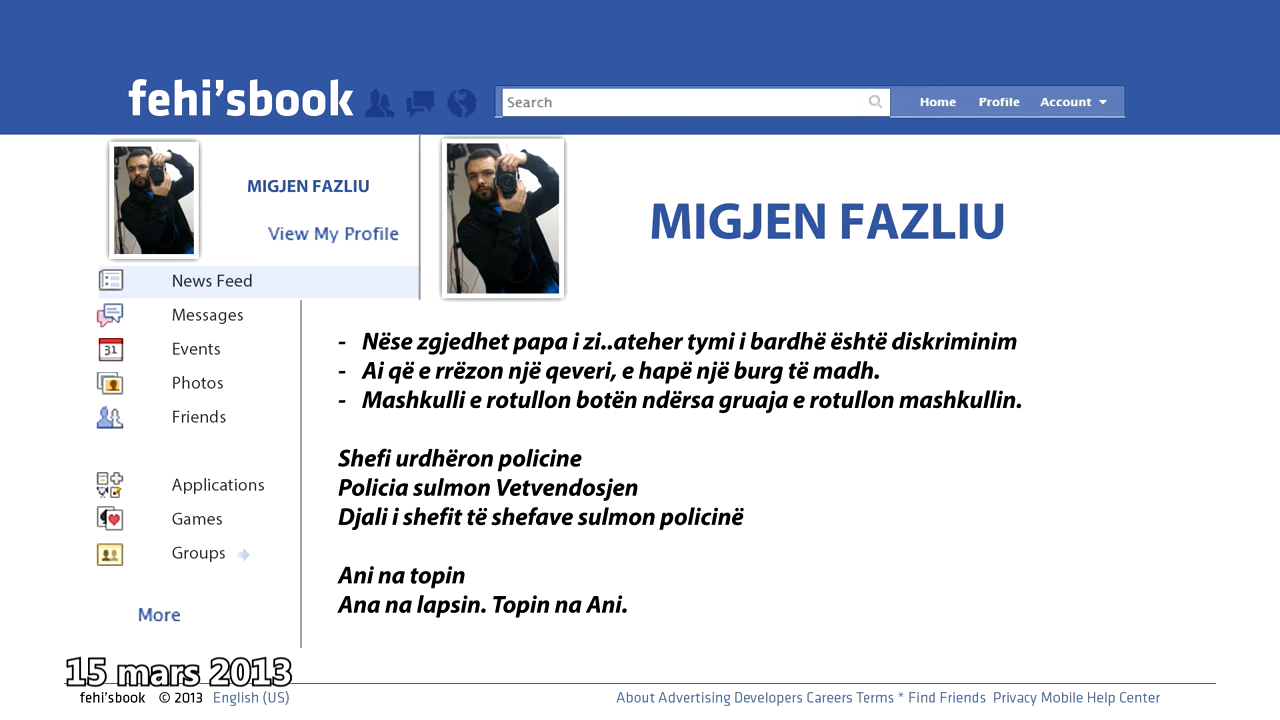 fehi'sbook
Search
Home Profile Account
MIGJEN FAZLIU
View My Profile
MIGJEN FAZLIU
News Feed
Messages
31 Events
Photos
Friends
Applications
Games
Groups
More
- Nëse zgjedhet papa i zi..ateher tymi i bardhë është diskriminim
- Ai që e rrëzon një qeveri, e hapë një burg të madh.
- Mashkulli e rotullon botën ndërsa gruaja e rotullon mashkullin.
Shefi urdhëron policine
Policia sulmon Vetvendosjen
Djali i shefit të shefave sulmon policinë
Ani na topin
Ana na lapsin. Topin na Ani.
15 mars 2013
fehi'sbook © 2013 English (US)
About Advertising Developers Careers Terms * Find Friends Privacy Mobile Help Center